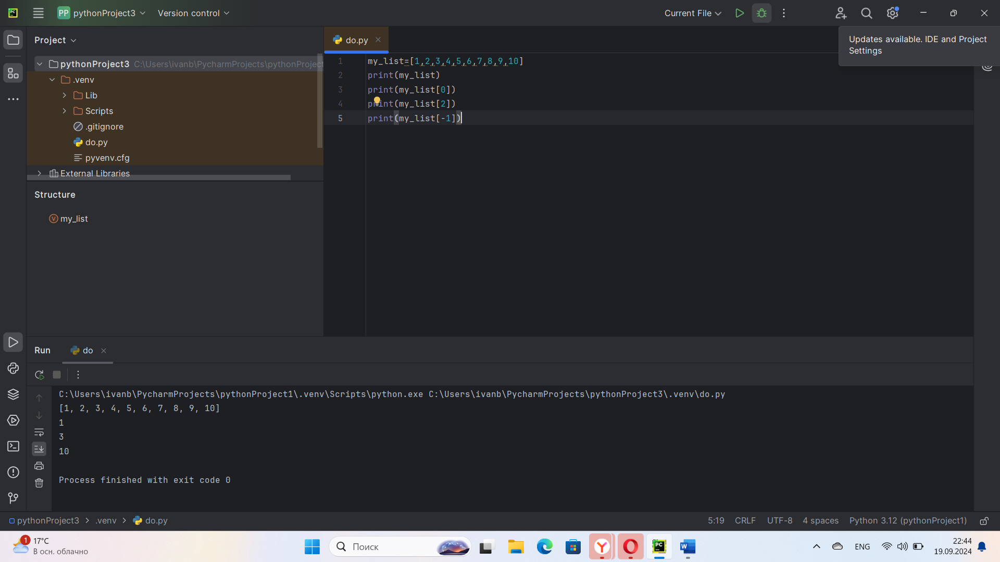 PC
PP pythonProject3
Version control
Current File
Project
do.py
Updates available. IDE and Project
Settings
pythonProject3 C:\Users\ivanb\PycharmProjects\pythonProject
.venv
Lib
Scripts
.gitignore
do.py
pyvenv.cfg
External Libraries
1 my_list=[1,2,3,4,5,6,7,8,9,10]
2 print(my_list)
3 print(my_list[0])
4 print(my_list[2])
5 print(my_list[-1])
Structure
V my_list
Run
do
C:\Users\ivanb\PycharmProjects\pythonProject1\.venv\Scripts\python.exe C:\Users\ivanb\PycharmProjects\pythonProject3\.venv\do.py
[1, 2, 3, 4, 5, 6, 7, 8, 9, 10]
1
3
10
Process finished with exit code 0
pythonProject3 > .venv > do.py
5:19 CRLF UTF-8 4 spaces Python 3.12 (pythonProject1)
1
17°C
В осн. облачно
Поиск
PC
W
ENG
22:44
19.09.2024